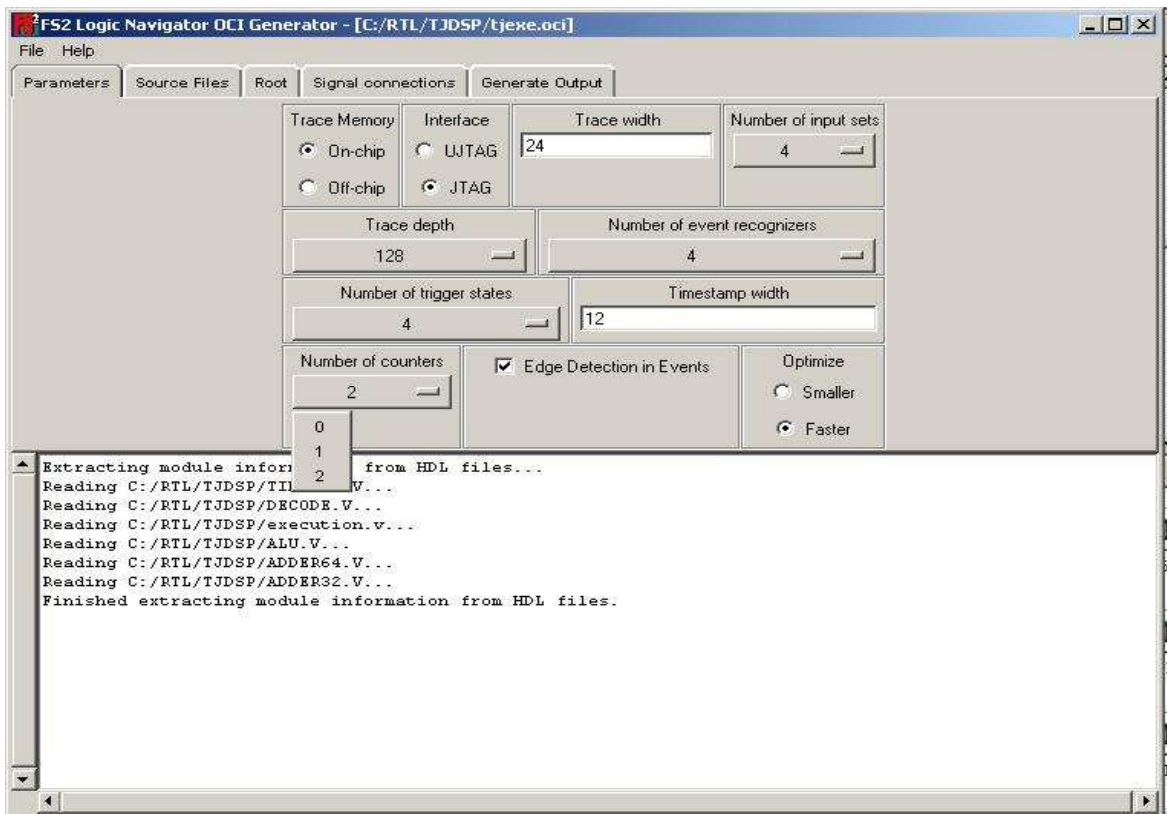 FS2 Logic Navigator OCI Generator - [C:/RTL/TJDSP/tjexe.oci]
File Help
Parameters Source Files Root Signal connections Generate Output
Trace Memory Interface Trace width Number of input sets
On-chip UJTAG 24 4
Off-chip JTAG
Trace depth Number of event recognizers
128 4
Number of trigger states Timestamp width
4 12
Number of counters Edge Detection in Events Optimize
2 Smaller
Faster
0
1
2
Extracting module infor from HDL files...
Reading C:/RTL/TJDSP/ V...
Reading C:/RTL/TJDSP/DECODE.V...
Reading C:/RTL/TJDSP/execution.v...
Reading C:/RTL/TJDSP/ALU.V...
Reading C:/RTL/TJDSP/ADDER64.V...
Reading C:/RTL/TJDSP/ADDER32.V...
Finished extracting module information from HDL files.